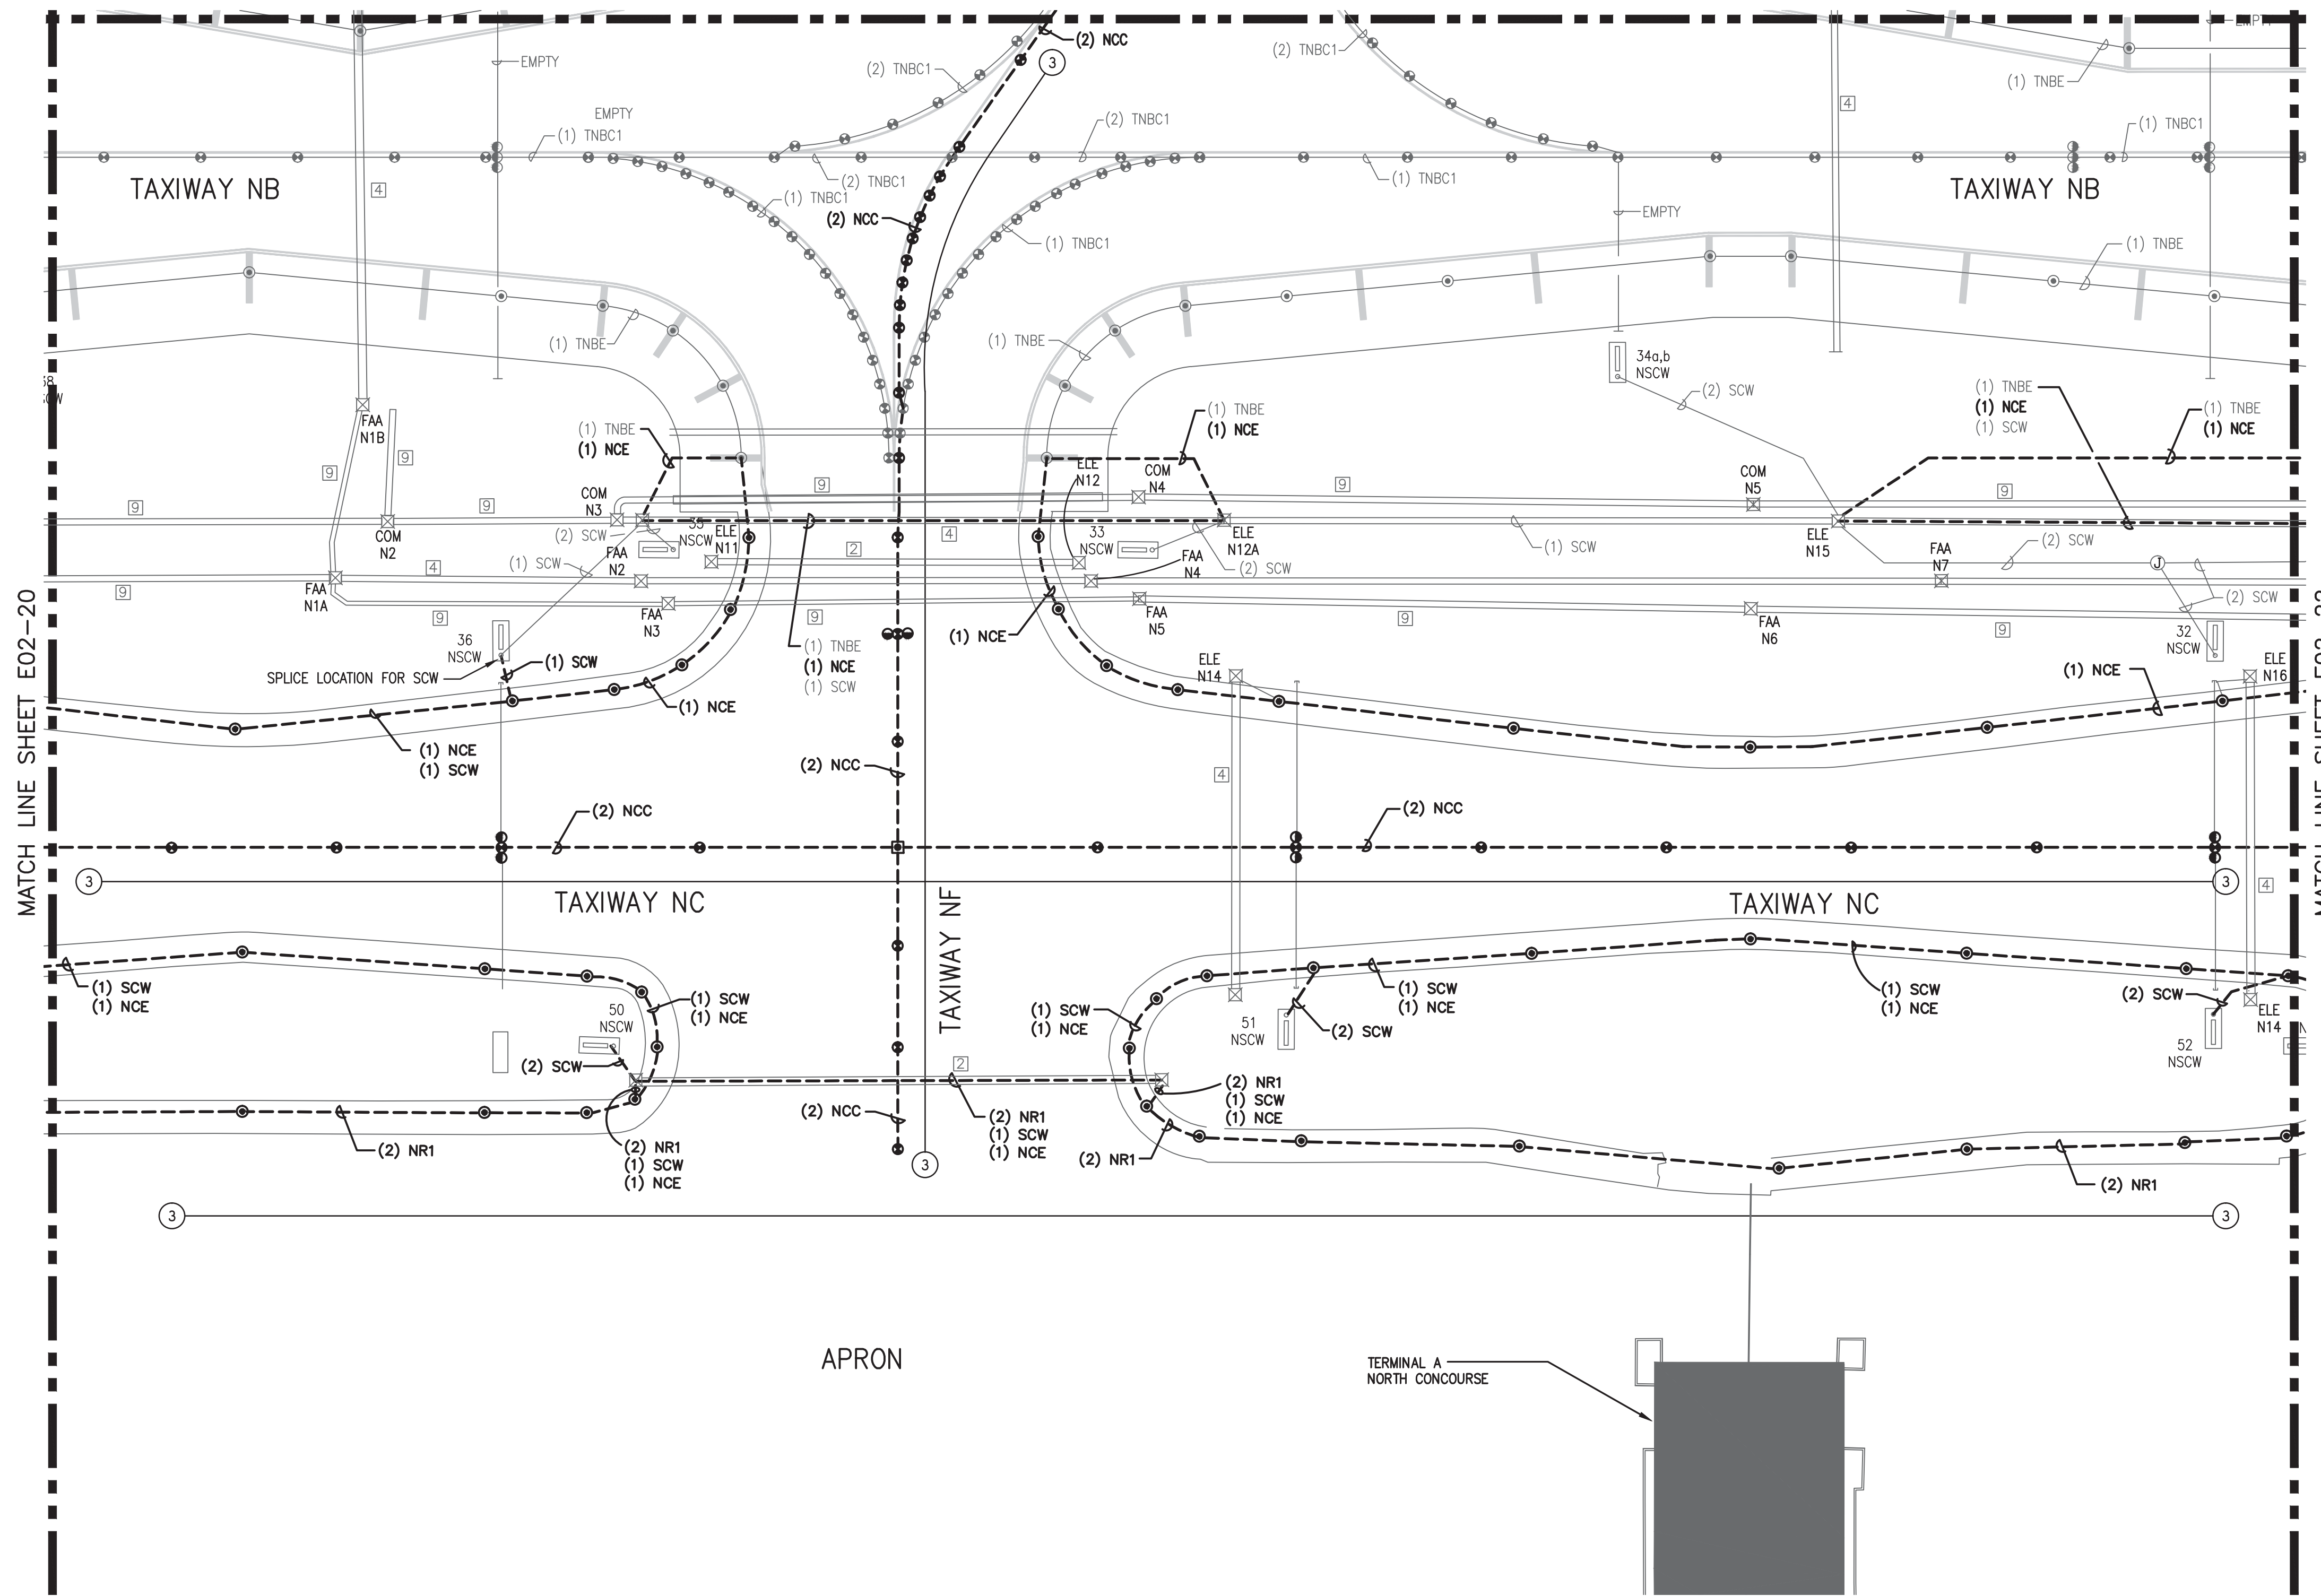 EMPTY
(2) NCC
3
(2) TNBC1
(2) TNBC1
EMPTY
(1) TNBE
4
EMPTY
(1) TNBC1
(2) TNBC1
(1) TNBC1
TAXIWAY NB
4
(2) TNBC1
(1) TNBC1
(1) TNBC1
TAXIWAY NB
(2) NCC
EMPTY
(1) TNBC1
(1) TNBE
(1) TNBE
(1) TNBE
34a,b
NSCW
(2) SCW
FAA
N1B
(1) TNBE
(1) NCE
(1) TNBE
(1) NCE
(1) TNBE
(1) NCE
(1) SCW
(1) TNBE
(1) NCE
9
9
9
9
9
9
9
COM
N3
ELE
N12
COM
N4
COM
N5
COM
N2
(2) SCW
35
NSCW
ELE
N11
2
4
33
NSCW
ELE
N12A
(1) SCW
ELE
N15
FAA
N7
(2) SCW
J
FAA
N2
(1) SCW
4
9
FAA
N1A
FAA
N4
(2) SCW
(2) SCW
9
FAA
N3
9
FAA
N5
9
FAA
N6
9
36
NSCW
SPLICE LOCATION FOR SCW
(1) SCW
(1) NCE
(1) TNBE
(1) NCE
(1) SCW
(1) NCE
ELE
N14
32
NSCW
ELE
N16
(1) NCE
(1) NCE
(1) SCW
(2) NCC
4
MATCH LINE SHEET E02-20
(2) NCC
(2) NCC
3
3
4
TAXIWAY NC
TAXIWAY NF
TAXIWAY NC
(1) SCW
(1) NCE
(1) SCW
(1) NCE
50
NSCW
(2) SCW
(1) SCW
(1) NCE
(1) SCW
(1) NCE
51
NSCW
(2) SCW
(1) SCW
(1) NCE
(2) SCW
ELE
N14
52
NSCW
2
(2) NCC
(2) NR1
(1) SCW
(1) NCE
(2) NR1
(1) SCW
(1) NCE
(2) NR1
(2) NR1
(1) SCW
(1) NCE
(2) NR1
(2) NR1
3
3
3
APRON
TERMINAL A
NORTH CONCOURSE